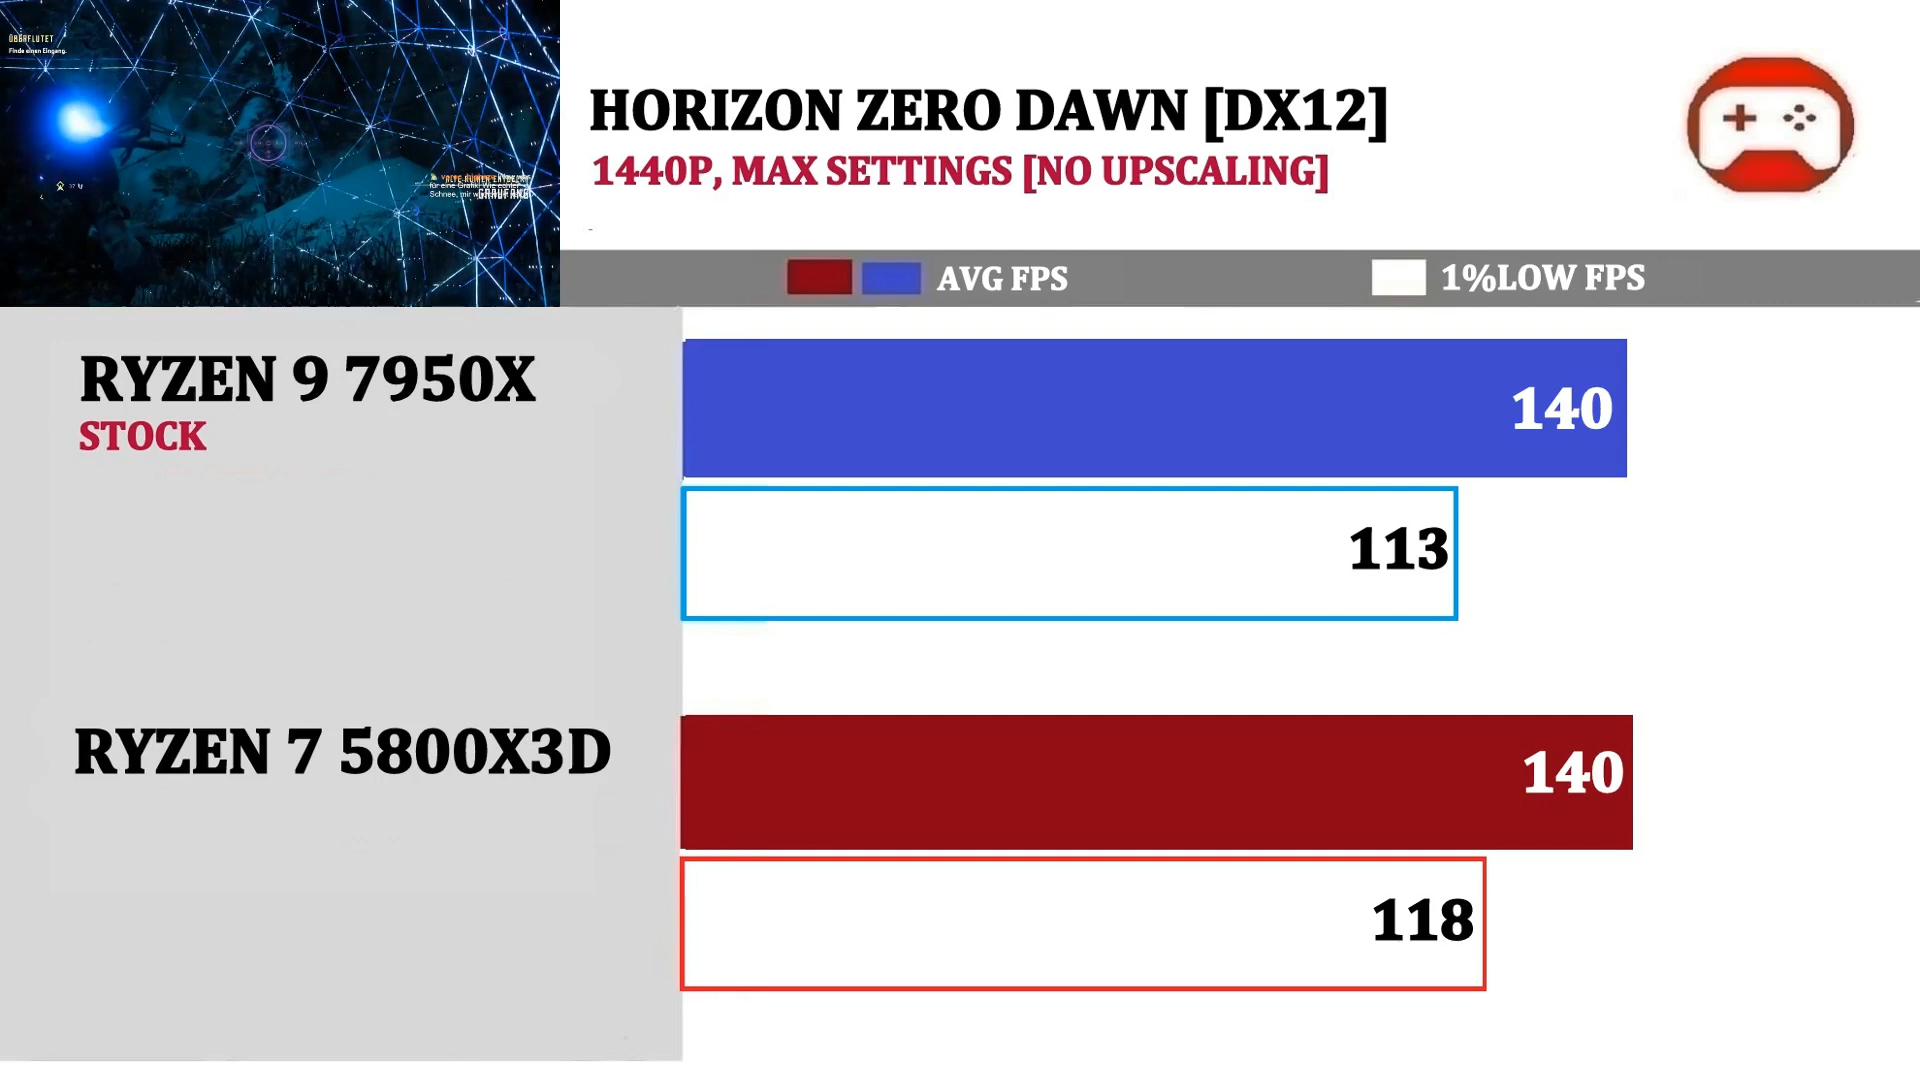 ÜBERFLUTET
Finde einen Eingang.
HORIZON ZERO DAWN [DX12]
1440P, MAX SETTINGS [NO UPSCALING]
AVG FPS
1%LOW FPS
RYZEN 9 7950X
STOCK
140
113
RYZEN 7 5800X3D
140
118